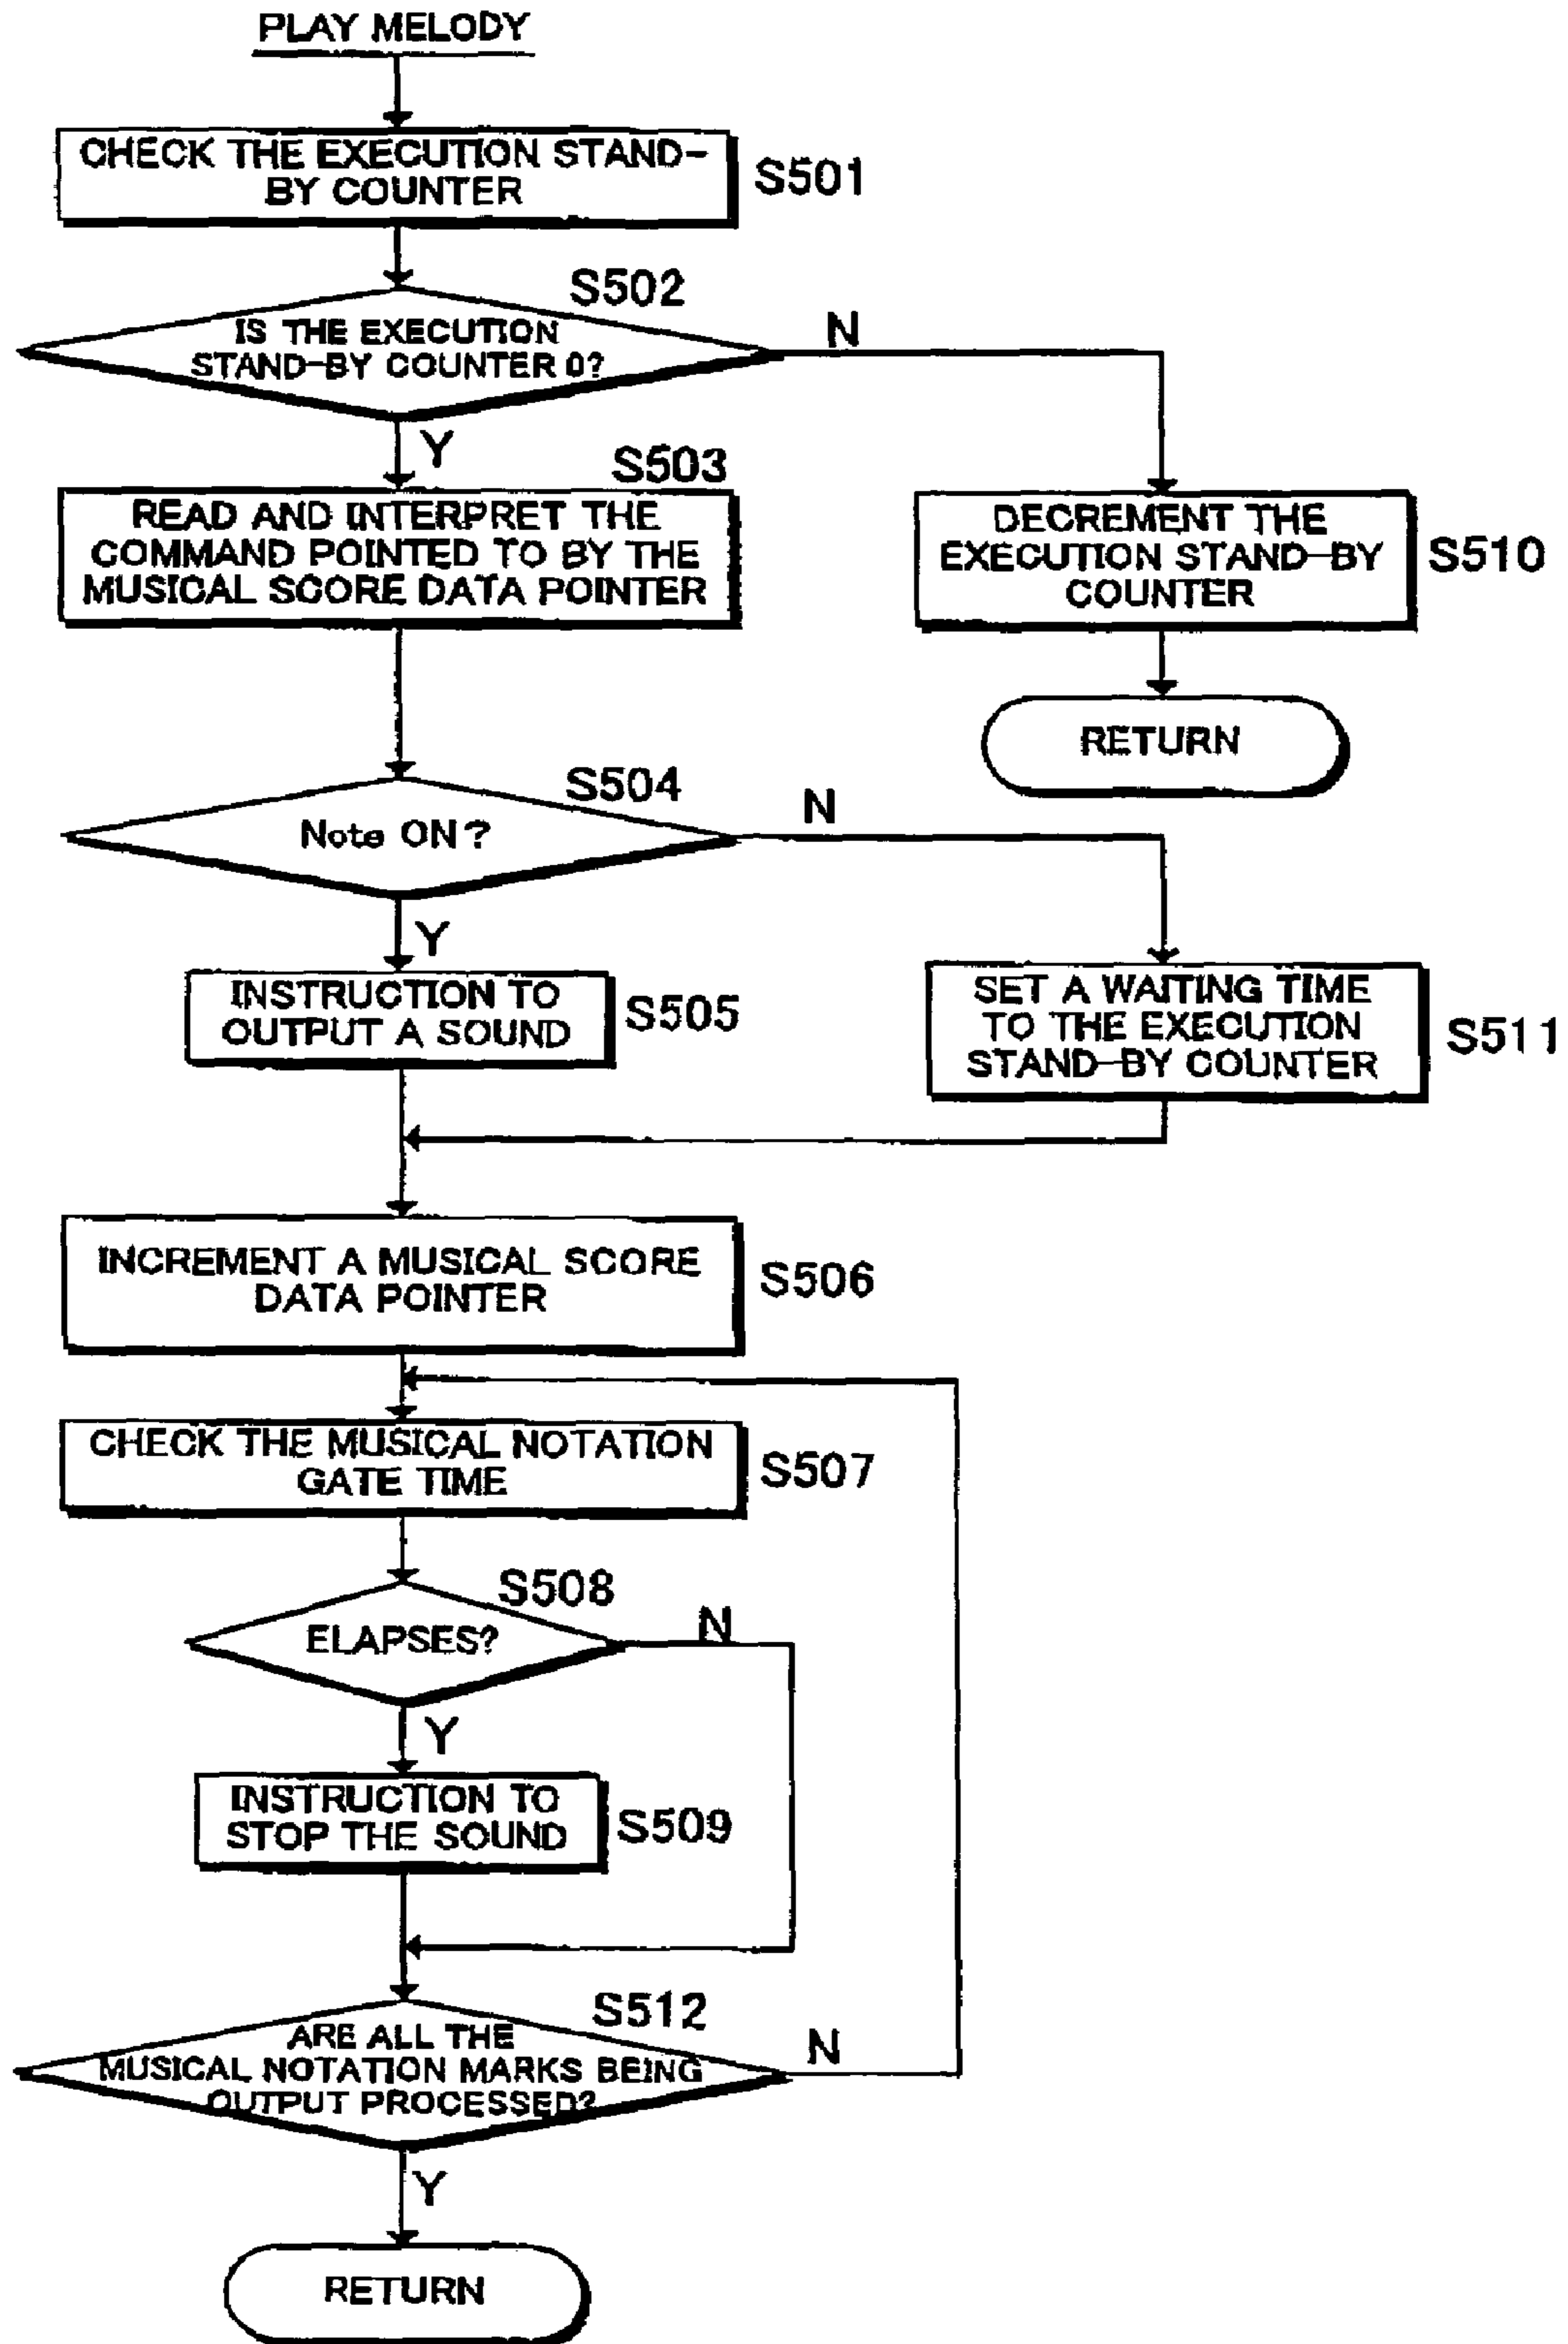 PLAY MELODY
CHECK THE EXECUTION STAND-
BY COUNTER
S501
S502
IS THE EXECUTION
STAND-BY COUNTER 0?
N
Y
S503
READ AND INTERPRET THE
COMMAND POINTED TO BY THE
MUSICAL SCORE DATA POINTER
DECREMENT THE
EXECUTION STAND-BY
COUNTER
S510
RETURN
S504
Note ON?
N
Y
INSTRUCTION TO
OUTPUT A SOUND
S505
SET A WAITING TIME
TO THE EXECUTION
STAND-BY COUNTER
S511
INCREMENT A MUSICAL SCORE
DATA POINTER
S506
CHECK THE MUSICAL NOTATION
GATE TIME
S507
S508
ELAPSES?
N
Y
INSTRUCTION TO
STOP THE SOUND
S509
S512
ARE ALL THE
MUSICAL NOTATION MARKS BEING
OUTPUT PROCESSED?
N
Y
RETURN